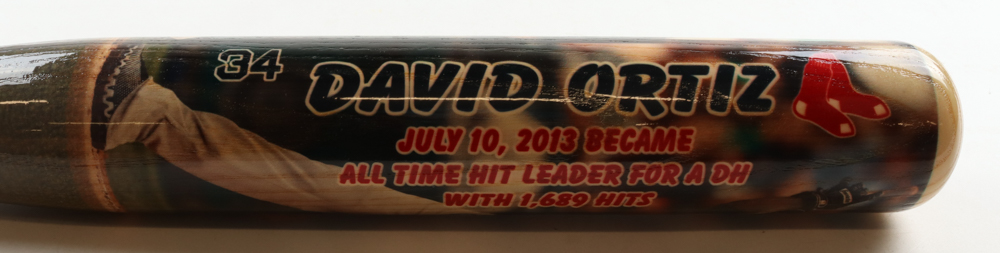 34 DAVID ORTIZ
JULY 10, 2013 BECAME
ALL TIME HIT LEADER FOR A DH
WITH 1,689 HITS